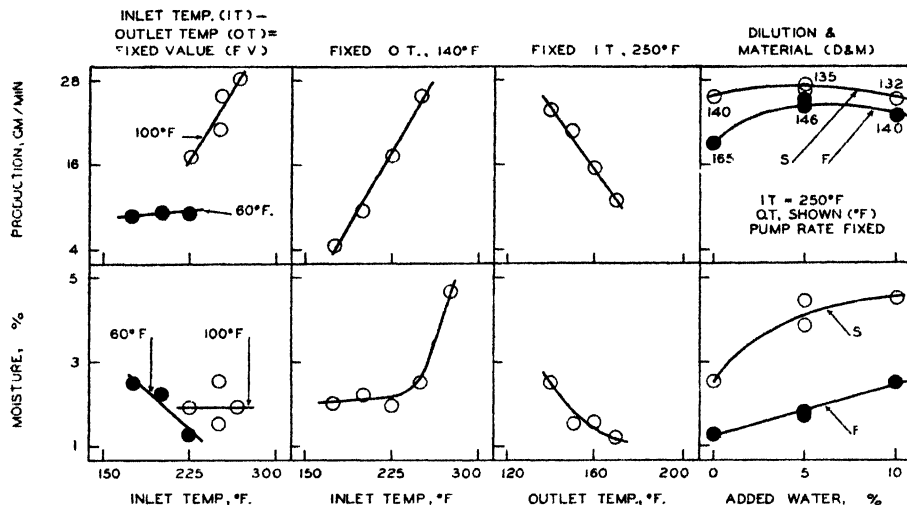 INLET TEMP. (IT) –
OUTLET TEMP (OT) =
FIXED VALUE (FV)
FIXED O T., 140°F
FIXED I T, 250°F
DILUTION &
MATERIAL (D&M)
PRODUCTION, GM/MIN
28
16
4
100°F
60°F.
135
132
140
146
140
165
S
F
IT = 250°F
O.T. SHOWN (°F)
PUMP RATE FIXED
MOISTURE, %
5
3
1
60°F
100°F
S
F
150
225
300
150
225
300
120
160
200
0
5
10
INLET TEMP, °F.
INLET TEMP, °F
OUTLET TEMP., °F.
ADDED WATER, %